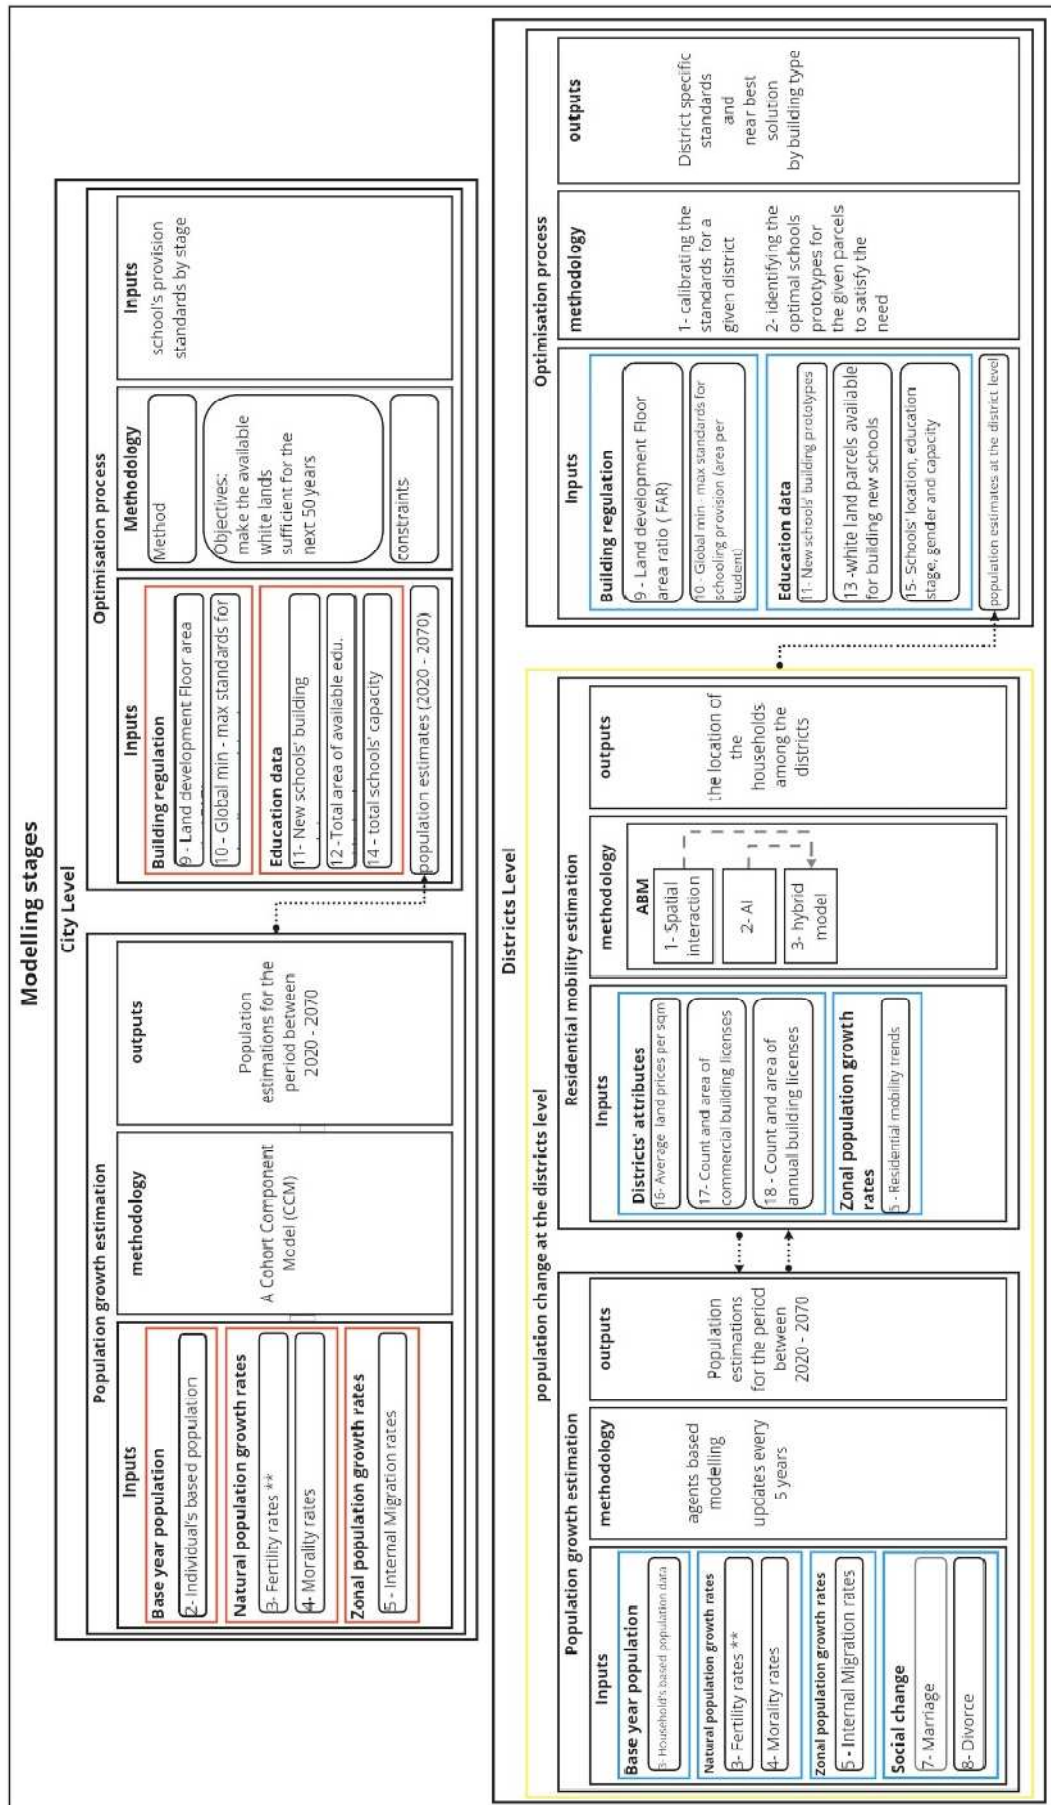 Modelling stages
City Level
Population growth estimation
Inputs
Base year population
2- Individual's based population
Natural population growth rates
3- Fertility rates **
4- Morality rates
Zonal population growth rates
5 - Internal Migration rates
methodology
A Cohort Component
Model (CCM)
outputs
Population
estimations for the
period between
2020 - 2070
Optimisation process
Inputs
Building regulation
9 - Land development Floor area
10 - Global min - max standards for
Education data
11- New schools' building
12 - Total area of available edu.
14 - total schools' capacity
population estimates (2020 - 2070)
Methodology
Method
Objectives:
make the available
white lands
sufficient for the
next 50 years
constraints
Inputs
school's provision
standards by stage
Districts Level
population change at the districts level
Population growth estimation
Inputs
Base year population
3- Household's based population data
Natural population growth rates
3- Fertility rates **
4- Morality rates
Zonal population growth rates
5 - Internal Migration rates
Social change
7- Marriage
8- Divorce
methodology
agents based
modelling
updates every
5 years
outputs
Population
estimations
for the period
between
2020 - 2070
Residential mobility estimation
Inputs
Districts' attributes
16- Average land prices per sqm
17- Count and area of
commercial building licenses
18 - Count and area of
annual building licenses
Zonal population growth
rates
5 - Residential mobility trends
methodology
ABM
1- Spatial
interaction
2- AI
3- hybrid
model
outputs
the location of
the
households
among the
districts
Optimisation process
Inputs
Building regulation
9 - Land development Floor
area ratio ( FAR)
10 - Global min - max standards for
schooling provision (area per
student)
Education data
11- New schools' building prototypes
13 -white land parcels available
for building new schools
15- Schools' location, education
stage, gender and capacity
population estimates at the district level
methodology
1- calibrating the
standards for a
given district
2- identifying the
optimal schools
prototypes for
the given parcels
to satisfy the
need
outputs
District specific
standards
and
near best
solution
by building type